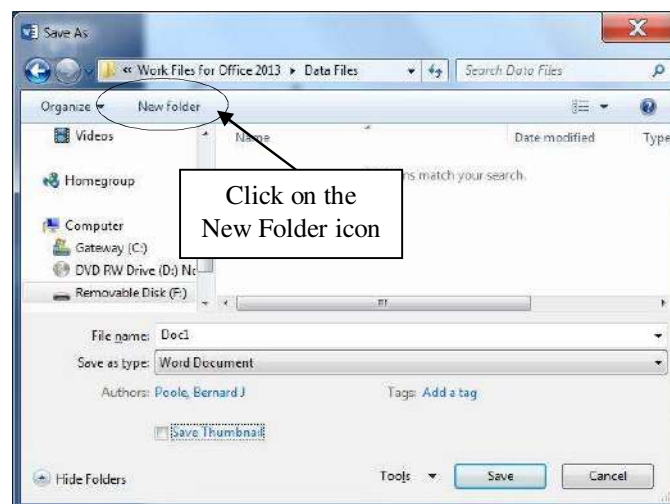 Save As
« Work Files for Office 2013 ▸ Data Files
Search Data Files
Organize
New folder
Videos
Name
Date modified
Type
ns match your search.
Homegroup
Click on the
New Folder icon
Computer
Gateway (C:)
DVD RW Drive (D:) Nc
Removable Disk (F:)
File name: Doc1
Save as type: Word Document
Authors: Poole, Bernard J
Tags: Add a tag
Save Thumbnail
Hide Folders
Tools
Save
Cancel